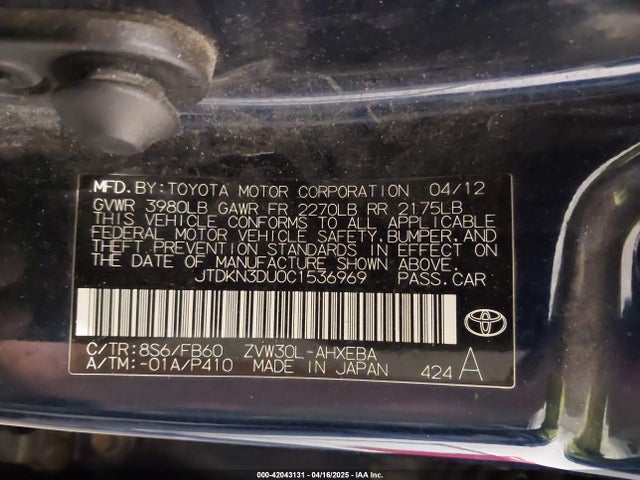 MFD. BY: TOYOTA MOTOR CORPORATION 04/12
GVWR 3980LB GAWR FR 2270LB RR 2175LB
THIS VEHICLE CONFORMS TO ALL APPLICABLE
FEDERAL MOTOR VEHICLE SAFETY, BUMPER, AND
THEFT PREVENTION STANDARDS IN EFFECT ON
THE DATE OF MANUFACTURE SHOWN ABOVE.
JTDKN3DU0C1536969 PASS.CAR
C/TR:8S6/FB60 ZVW30L-AHXEBA
A/TM:-01A/P410 MADE IN JAPAN 424 A
000-42043131 - 04/16/2025 - IAA Inc.